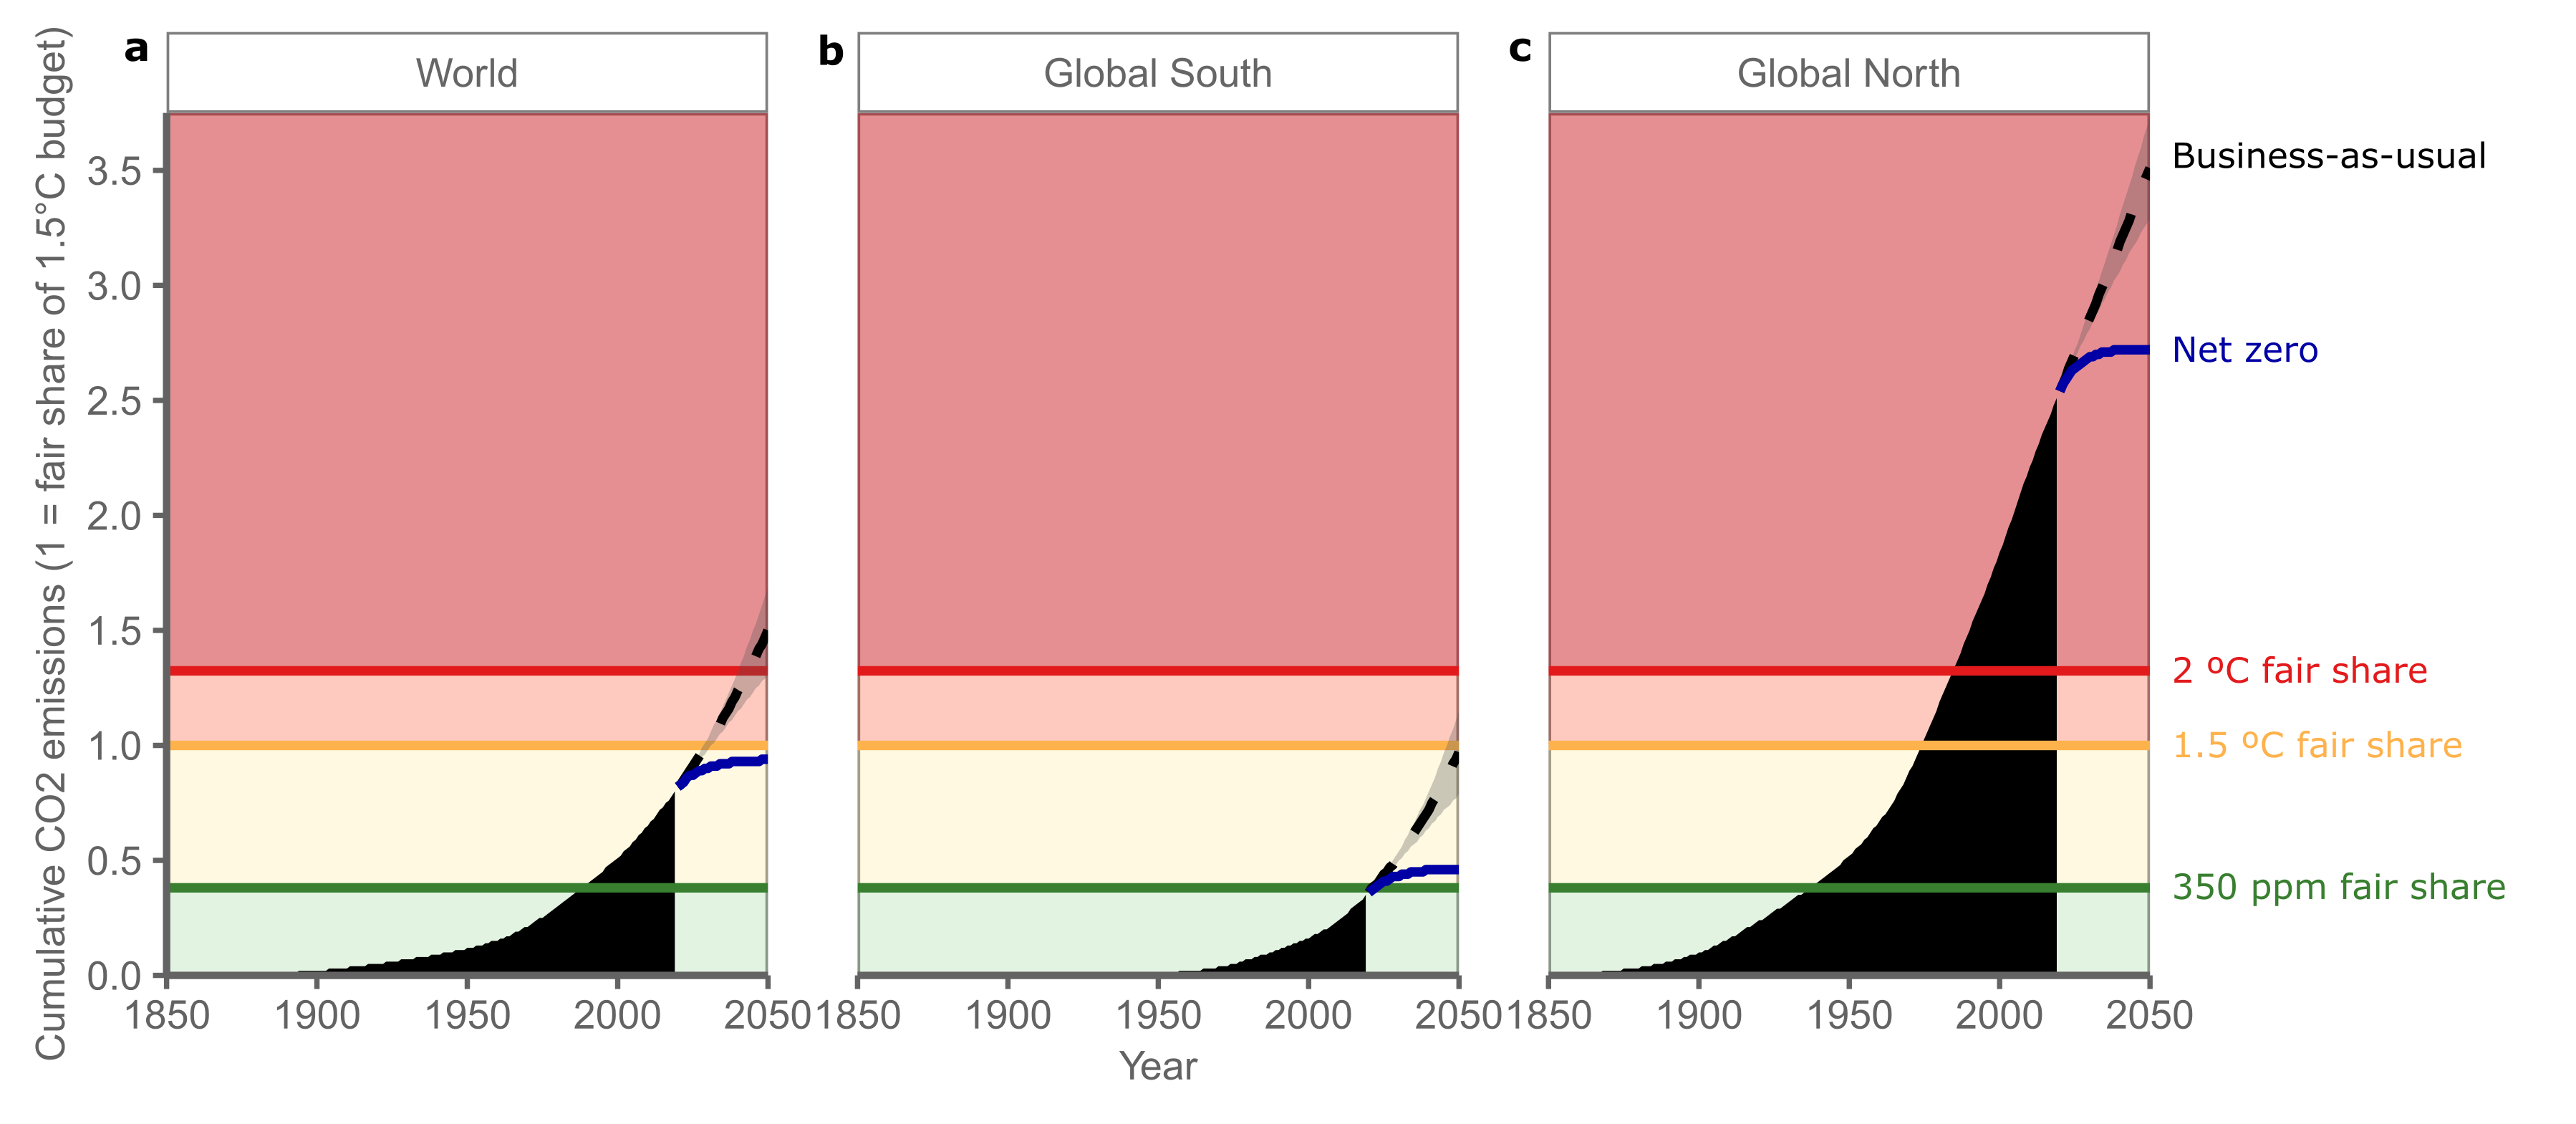 a
World
b
Global South
c
Global North
Cumulative CO2 emissions (1 = fair share of 1.5°C budget)
3.5
3.0
2.5
2.0
1.5
1.0
0.5
0.0
Business-as-usual
Net zero
2 ºC fair share
1.5 ºC fair share
350 ppm fair share
1850 1900 1950 2000 2050
1850 1900 1950 2000 2050
1850 1900 1950 2000 2050
Year